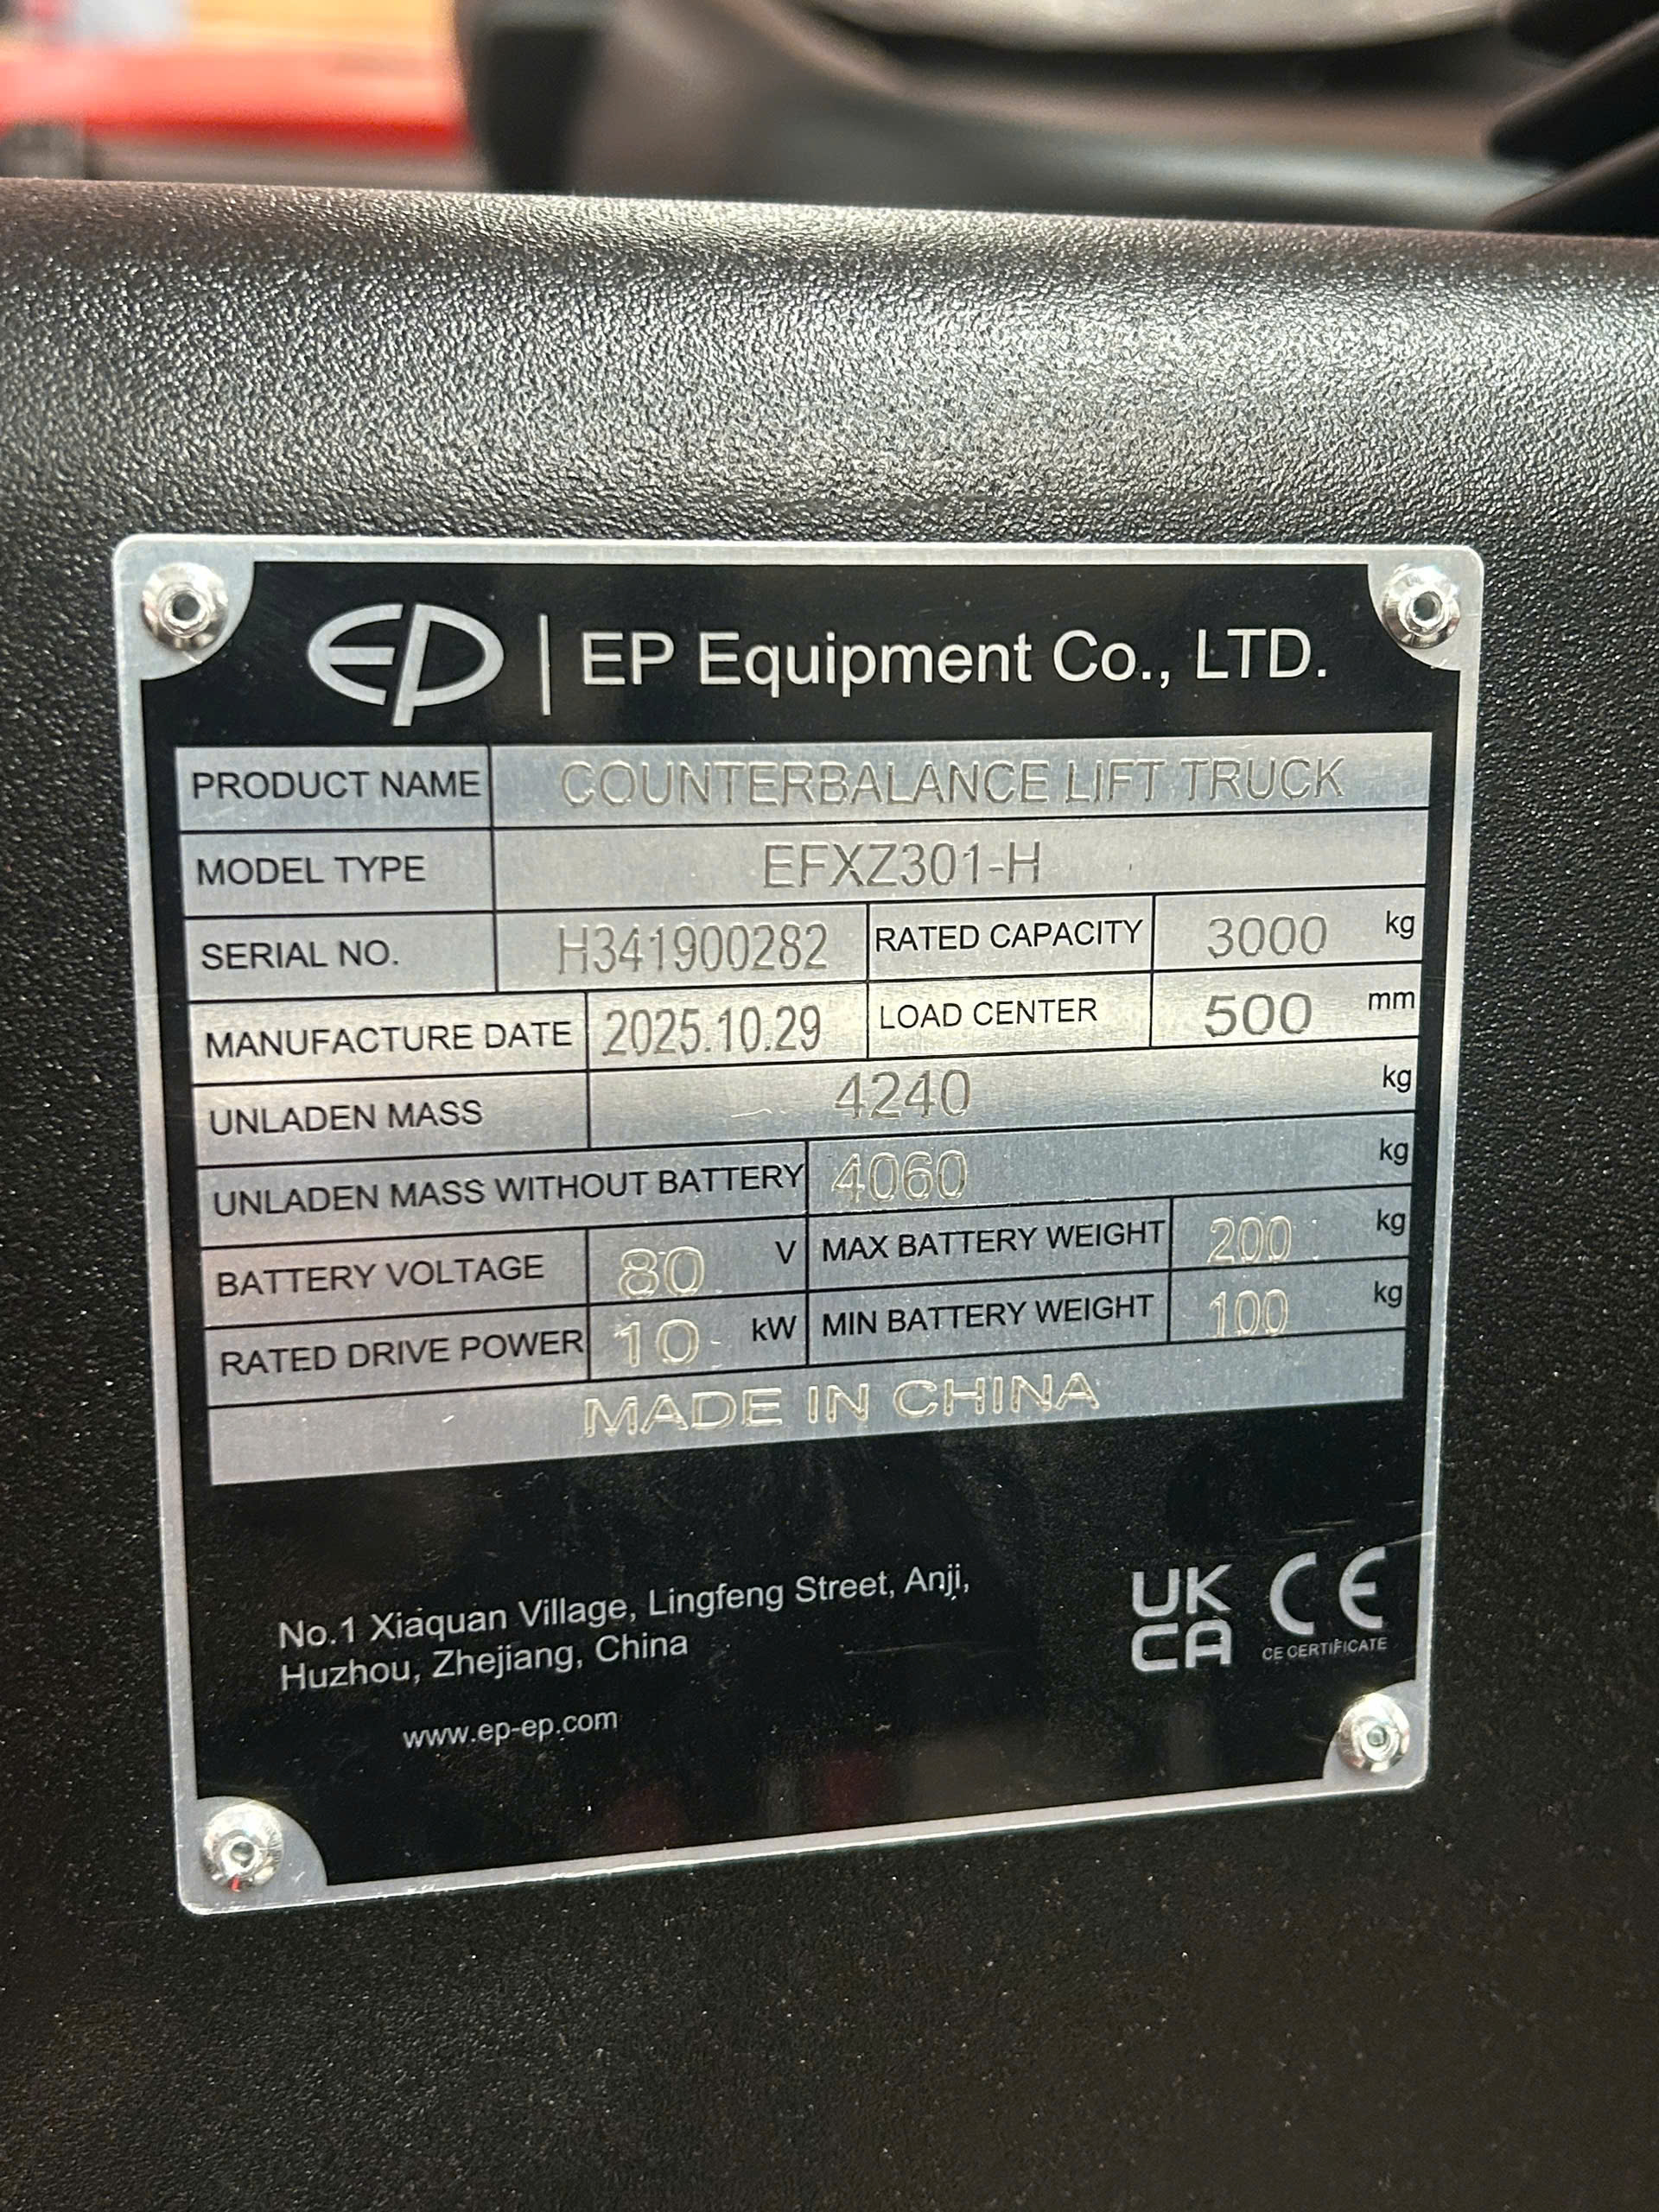 EP | EP Equipment Co., LTD.
PRODUCT NAME COUNTERBALANCE LIFT TRUCK
MODEL TYPE EFXZ301-H
SERIAL NO. H341900282 RATED CAPACITY 3000 kg
MANUFACTURE DATE 2025.10.29 LOAD CENTER 500 mm
UNLADEN MASS 4240 kg
UNLADEN MASS WITHOUT BATTERY 4060 kg
BATTERY VOLTAGE 80 V MAX BATTERY WEIGHT 200 kg
RATED DRIVE POWER 10 kW MIN BATTERY WEIGHT 100 kg
MADE IN CHINA
No.1 Xiaquan Village, Lingfeng Street, Anji,
Huzhou, Zhejiang, China
www.ep-ep.com
UK
CA
CE
CE CERTIFICATE